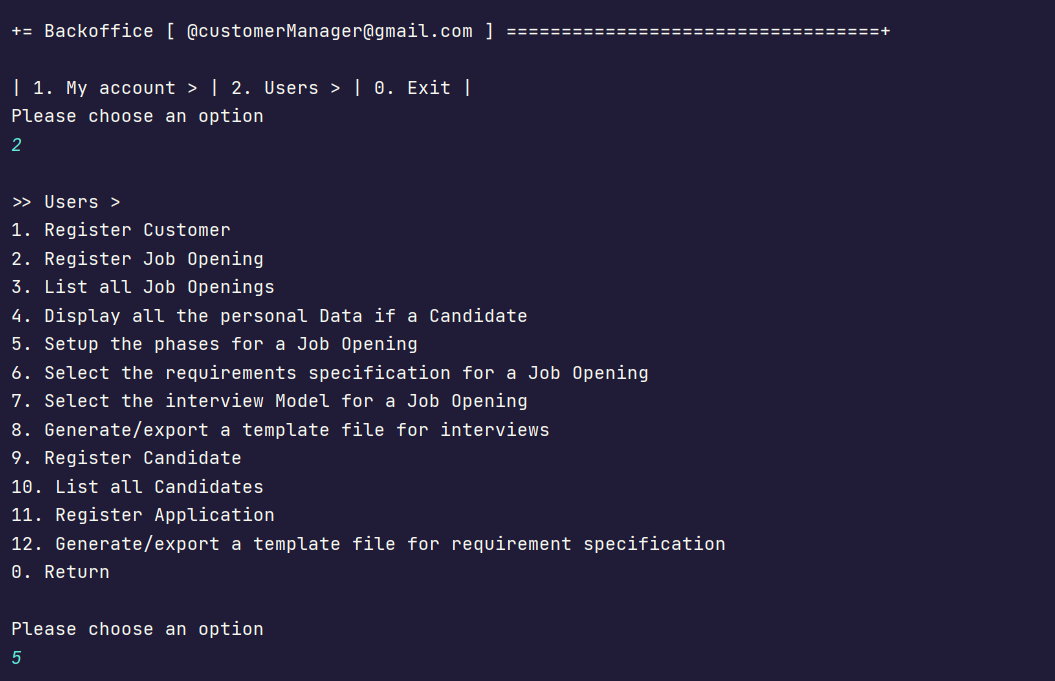 += Backoffice [ @customerManager@gmail.com ] ==================================+
| 1. My account > | 2. Users > | 0. Exit |
Please choose an option
2
>> Users >
1. Register Customer
2. Register Job Opening
3. List all Job Openings
4. Display all the personal Data if a Candidate
5. Setup the phases for a Job Opening
6. Select the requirements specification for a Job Opening
7. Select the interview Model for a Job Opening
8. Generate/export a template file for interviews
9. Register Candidate
10. List all Candidates
11. Register Application
12. Generate/export a template file for requirement specification
0. Return
Please choose an option
5